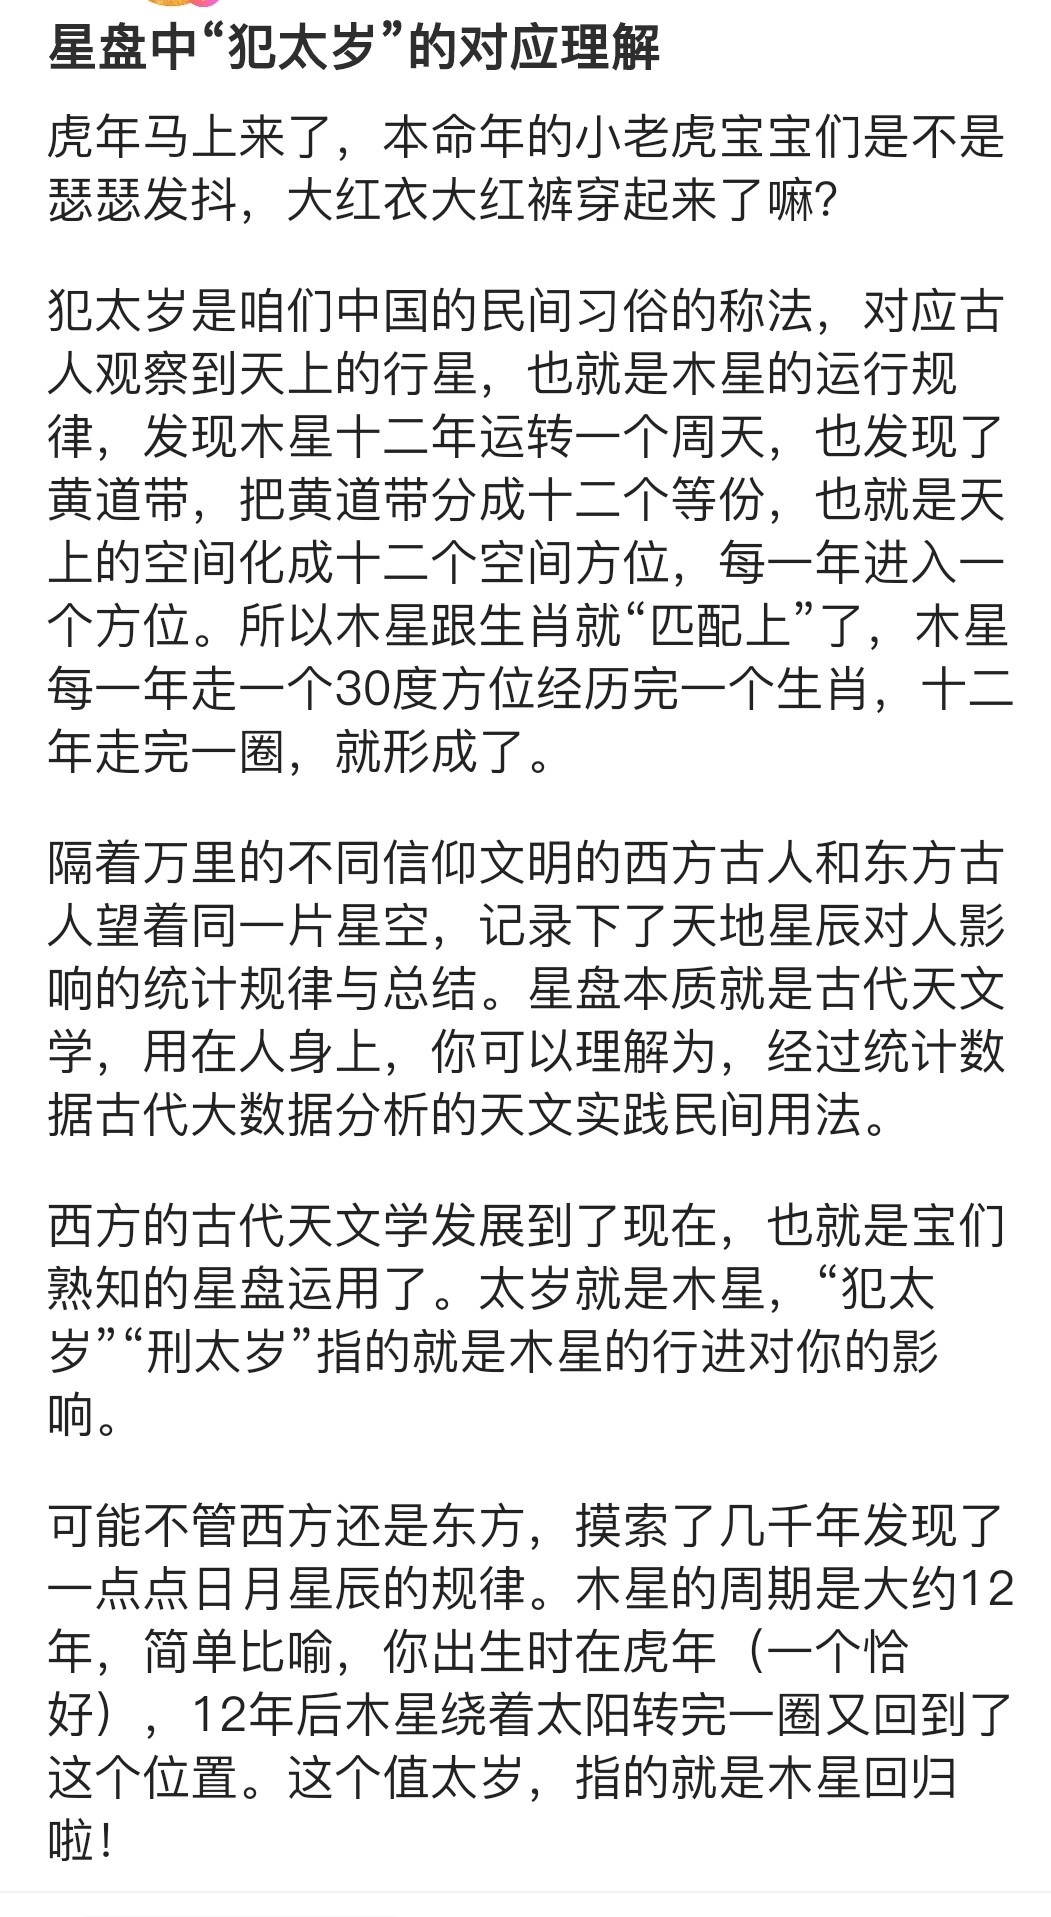 星盘中“犯太岁”的对应理解
虎年马上来了，本命年的小老虎宝宝们是不是
瑟瑟发抖，大红衣大红裤穿起来了嘛？
犯太岁是咱们中国的民间习俗的称法，对应古
人观察到天上的行星，也就是木星的运行规
律，发现木星十二年运转一个周天，也发现了
黄道带，把黄道带分成十二个等份，也就是天
上的空间化成十二个空间方位，每一年进入一
个方位。所以木星跟生肖就“匹配上”了，木星
每一年走一个30度方位经历完一个生肖，十二
年走完一圈，就形成了。
隔着万里的不同信仰文明的西方古人和东方古
人望着同一片星空，记录下了天地星辰对人影
响的统计规律与总结。星盘本质就是古代天文
学，用在人身上，你可以理解为，经过统计数
据古代大数据分析的天文实践民间用法。
西方的古代天文学发展到了现在，也就是宝们
熟知的星盘运用了。太岁就是木星，“犯太
岁”“刑太岁”指的就是木星的行进对你的影
响。
可能不管西方还是东方，摸索了几千年发现了
一点点日月星辰的规律。木星的周期是大约12
年，简单比喻，你出生时在虎年（一个恰
好），12年后木星绕着太阳转完一圈又回到了
这个位置。这个值太岁，指的就是木星回归
啦！